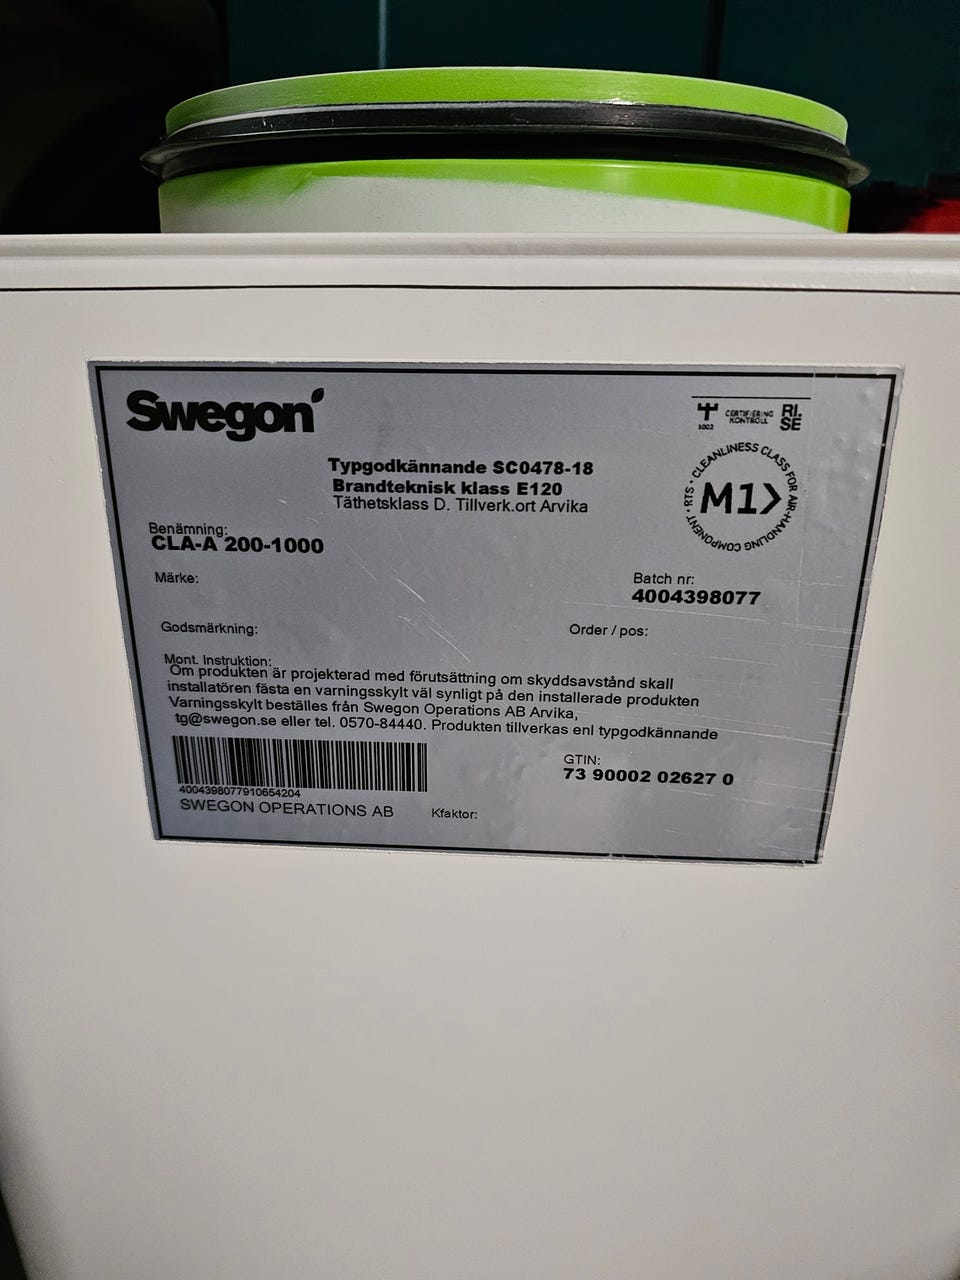 Swegon
1002
CERTIFIERING
KONTROLL
RI.
SE
Typgodkännande SC0478-18
Brandteknisk klass E120
Täthetsklass D. Tillverk.ort Arvika
M1
RTS • CLEANLINESS CLASS FOR AIR-HANDLING COMPONENT •
Benämning:
CLA-A 200-1000
Märke:
Batch nr:
4004398077
Godsmärkning:
Order / pos:
Mont. Instruktion:
Om produkten är projekterad med förutsättning om skyddsavstånd skall
installatören fästa en varningsskylt väl synligt på den installerade produkten
Varningsskylt beställes från Swegon Operations AB Arvika,
tg@swegon.se eller tel. 0570-84440. Produkten tillverkas enl typgodkännande
4004398077910654204
SWEGON OPERATIONS AB
Kfaktor:
GTIN:
73 90002 02627 0